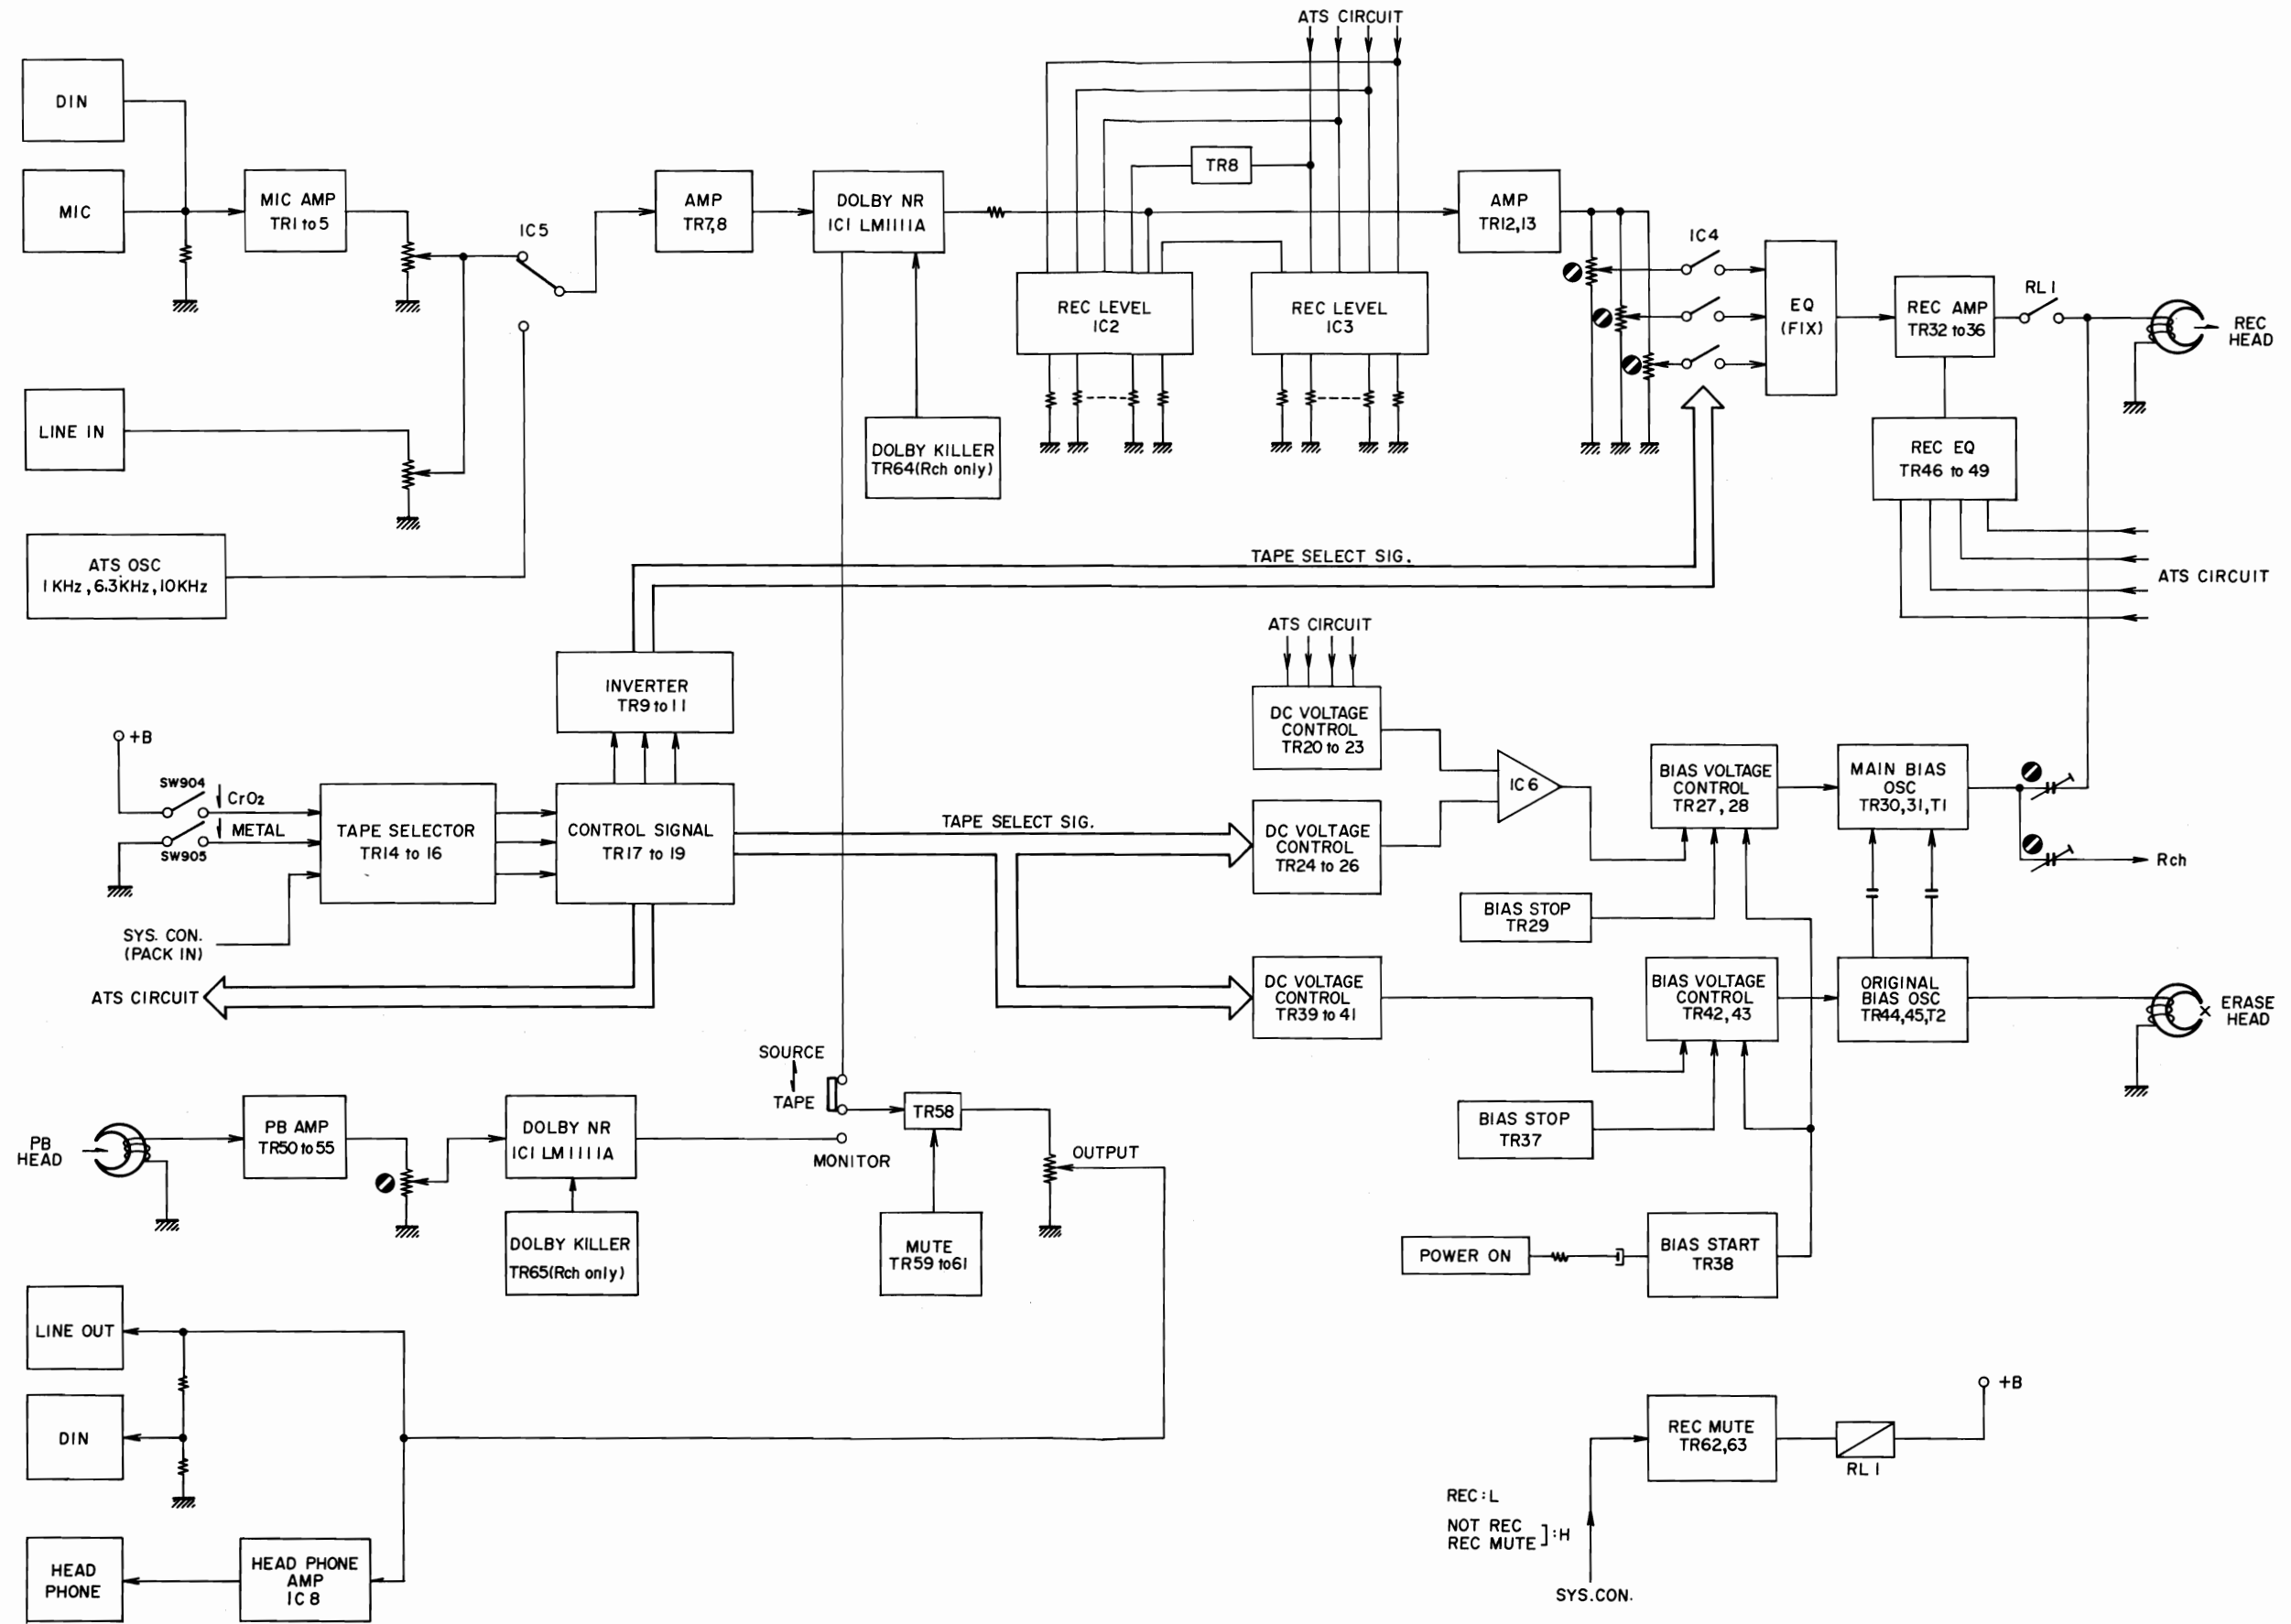 ATS CIRCUIT
DIN
MIC
MIC AMP
TR1 to 5
IC5
AMP
TR7,8
DOLBY NR
IC1 LM1111A
TR8
AMP
TR12,13
IC4
REC LEVEL
IC2
REC LEVEL
IC3
EQ
(FIX)
REC AMP
TR32 to 36
RL1
REC
HEAD
LINE IN
DOLBY KILLER
TR64(Rch only)
REC EQ
TR46 to 49
ATS OSC
1KHz, 6.3KHz, 10KHz
TAPE SELECT SIG.
ATS CIRCUIT
ATS CIRCUIT
INVERTER
TR9 to 11
DC VOLTAGE
CONTROL
TR20 to 23
+B
SW904
CrO2
METAL
SW905
TAPE SELECTOR
TR14 to 16
CONTROL SIGNAL
TR17 to 19
TAPE SELECT SIG.
DC VOLTAGE
CONTROL
TR24 to 26
IC6
BIAS VOLTAGE
CONTROL
TR27, 28
MAIN BIAS
OSC
TR30,31,T1
Rch
BIAS STOP
TR29
SYS. CON.
(PACK IN)
ATS CIRCUIT
DC VOLTAGE
CONTROL
TR39 to 41
BIAS VOLTAGE
CONTROL
TR42,43
ORIGINAL
BIAS OSC
TR44,45,T2
ERASE
HEAD
SOURCE
TAPE
MONITOR
TR58
OUTPUT
BIAS STOP
TR37
PB
HEAD
PB AMP
TR50 to 55
DOLBY NR
IC1 LM1111A
DOLBY KILLER
TR65(Rch only)
MUTE
TR59 to 61
POWER ON
BIAS START
TR38
LINE OUT
DIN
REC MUTE
TR62,63
RL1
+B
REC:L
NOT REC
REC MUTE ]:H
SYS.CON.
HEAD
PHONE
HEAD PHONE
AMP
IC8